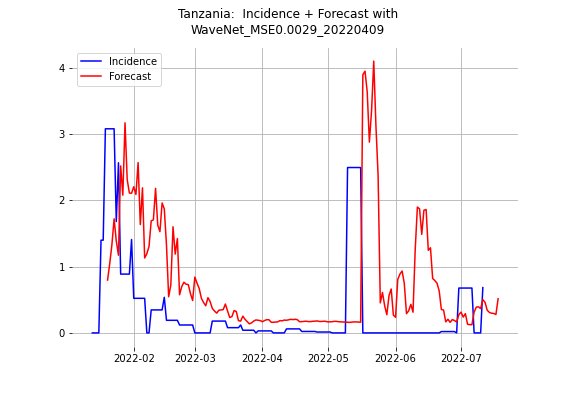 Tanzania:  Incidence + Forecast with
WaveNet_MSE0.0029_20220409
Incidence
Forecast
4
3
2
1
0
2022-02
2022-03
2022-04
2022-05
2022-06
2022-07